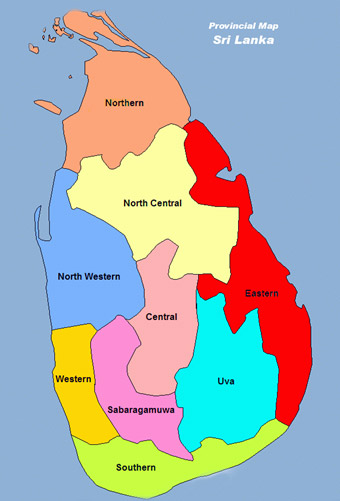 Provincial Map
Sri Lanka
Northern
North Central
North Western
Eastern
Central
Western
Uva
Sabaragamuwa
Southern